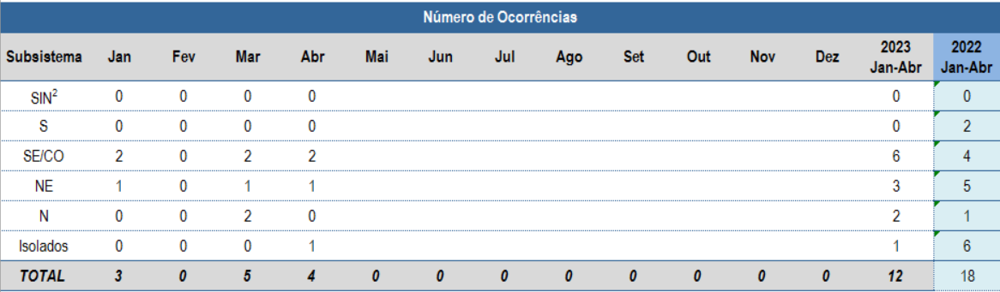 Número de Ocorrências
Subsistema Jan Fev Mar Abr Mai Jun Jul Ago Set Out Nov Dez 2023 Jan-Abr 2022 Jan-Abr
SIN² 0 0 0 0 0 0
S 0 0 0 0 0 2
SE/CO 2 0 2 2 6 4
NE 1 0 1 1 3 5
N 0 0 2 0 2 1
Isolados 0 0 0 1 1 6
TOTAL 3 0 5 4 0 0 0 0 0 0 0 0 12 18